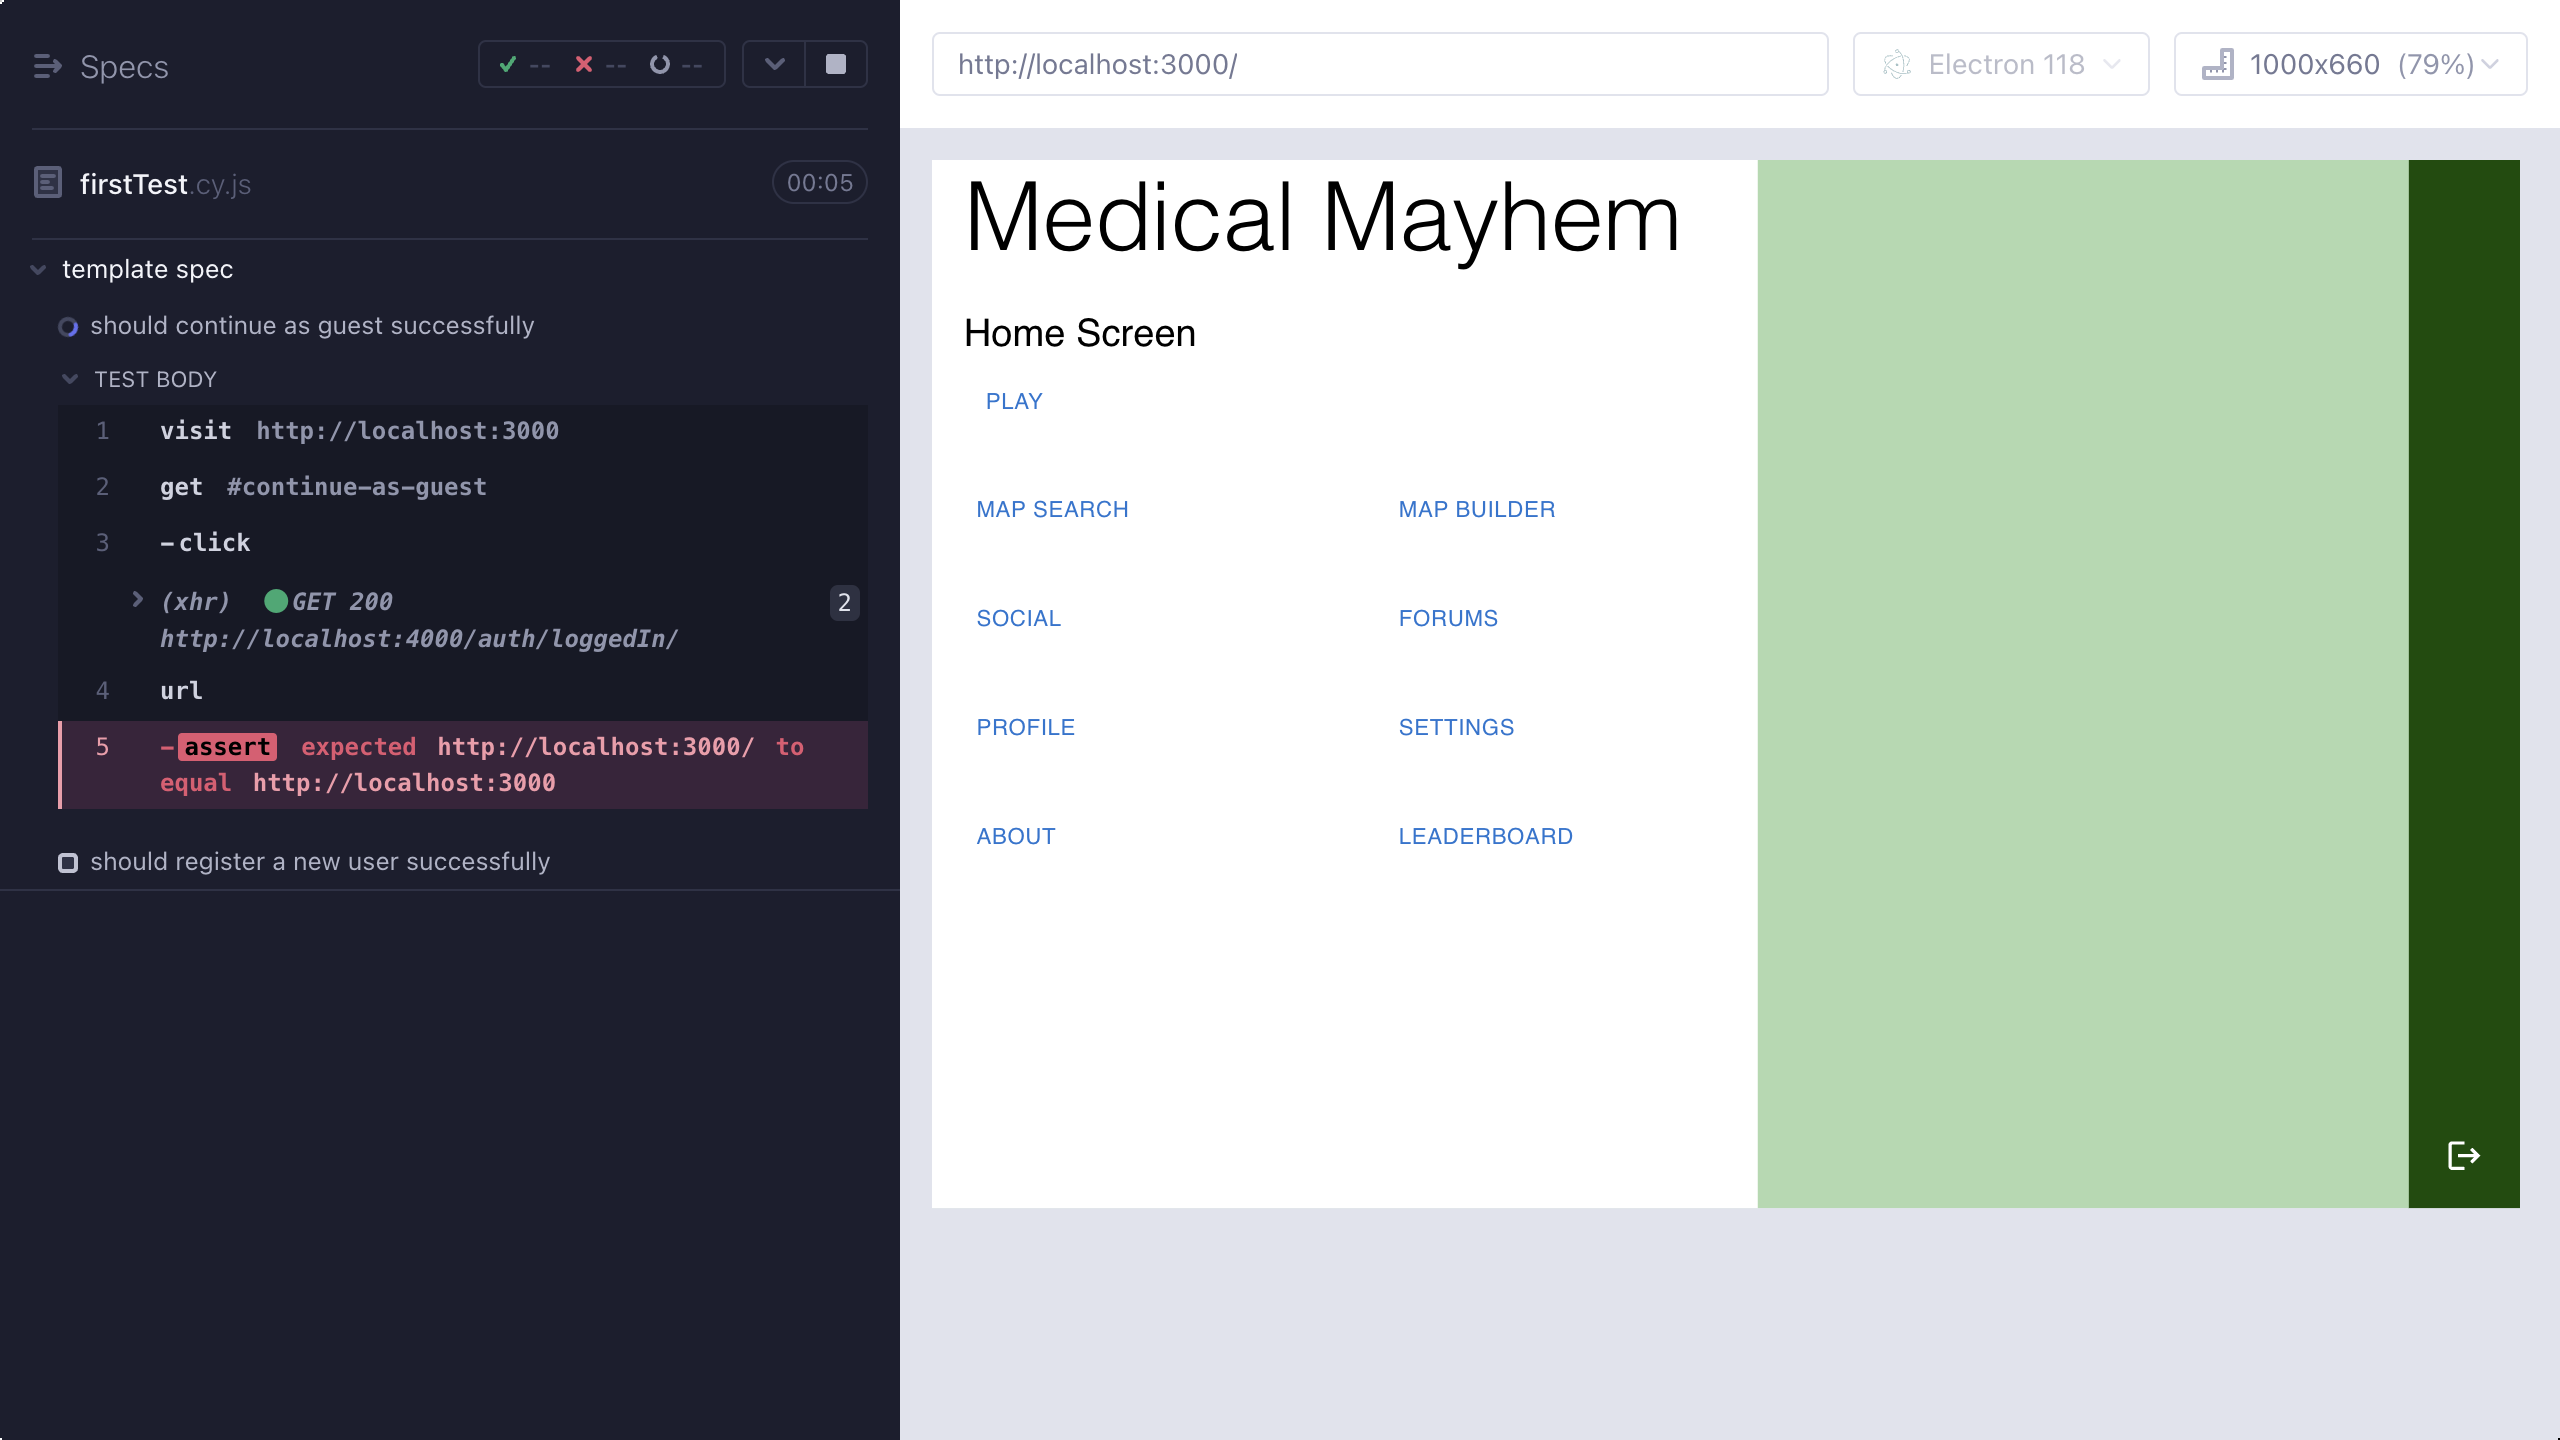 Specs
-- -- --
firstTest.cy.js
00:05
template spec
should continue as guest successfully
TEST BODY
1 visit http://localhost:3000
2 get #continue-as-guest
3 -click
(xhr) GET 200
2
http://localhost:4000/auth/loggedIn/
4 url
5 -assert expected http://localhost:3000/ to
equal http://localhost:3000
should register a new user successfully
http://localhost:3000/
Electron 118
1000x660 (79%)
Medical Mayhem
Home Screen
PLAY
MAP SEARCH
MAP BUILDER
SOCIAL
FORUMS
PROFILE
SETTINGS
ABOUT
LEADERBOARD